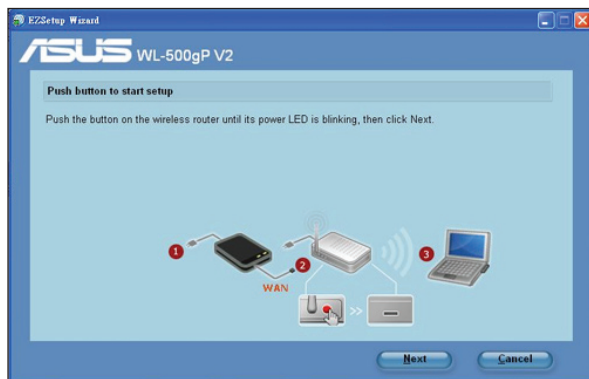 EZSetup Wizard
ASUS WL-500gP V2
Push button to start setup
Push the button on the wireless router until its power LED is blinking, then click Next.
1
2
3
WAN
>>
Next
Cancel